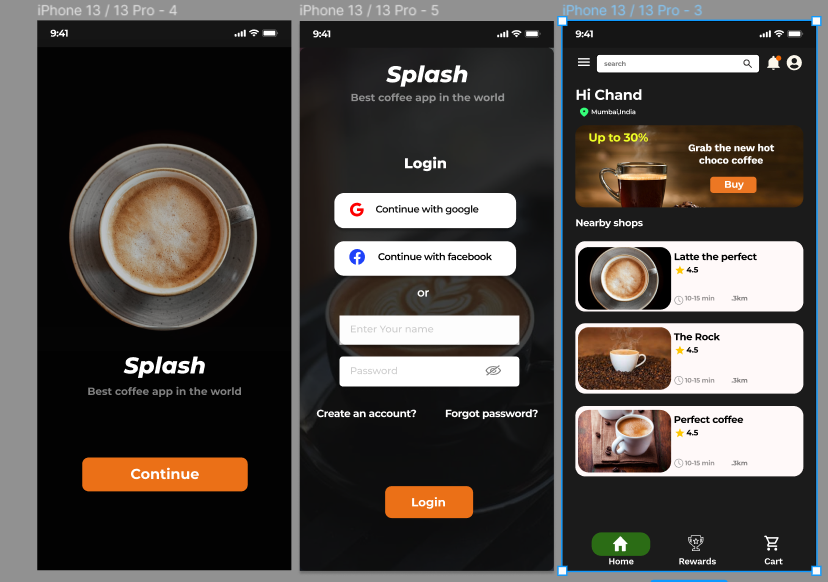 iPhone 13 / 13 Pro - 4
9:41
Splash
Best coffee app in the world
Continue
iPhone 13 / 13 Pro - 5
9:41
Splash
Best coffee app in the world
Login
Continue with google
Continue with facebook
or
Enter Your name
Password
Create an account?
Forgot password?
Login
iPhone 13 / 13 Pro - 3
9:41
search
Hi Chand
Mumbai,India
Up to 30%
Grab the new hot
choco coffee
Buy
Nearby shops
Latte the perfect
4.5
10-15 min .3km
The Rock
4.5
10-15 min .3km
Perfect coffee
4.5
10-15 min .3km
Home
Rewards
Cart